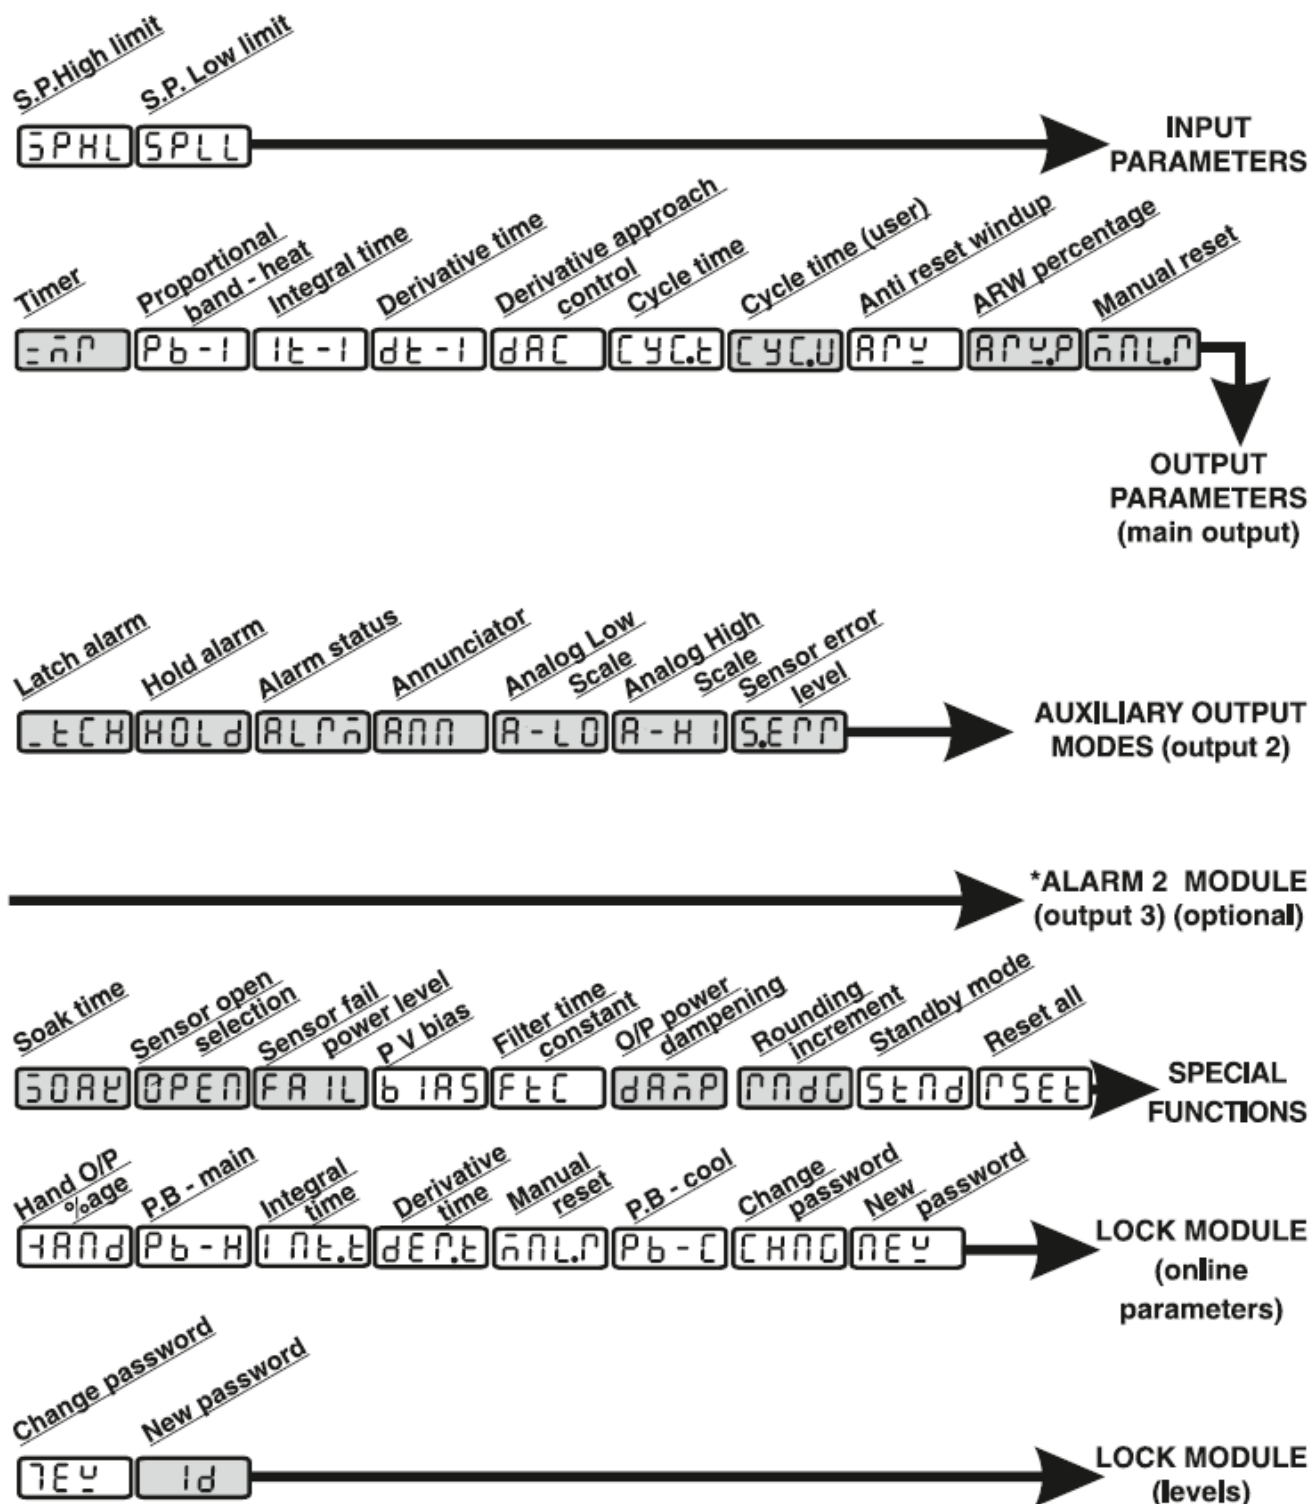 S.P.High limit
S.P. Low limit
SPHL SPLL
INPUT
PARAMETERS
Timer
Proportional
band - heat
Integral time
Derivative time
Derivative approach
control
Cycle time
Cycle time (user)
Anti reset windup
ARW percentage
Manual reset
Pb-1 It-1 dt-1 dAC CYC.t CYC.U
OUTPUT
PARAMETERS
(main output)
Latch alarm
Hold alarm
Alarm status
Annunciator
Analog Low
Scale
Analog High
Scale
Sensor error
level
HOLd A-LO A-HI S.Err
AUXILIARY OUTPUT
MODES (output 2)
*ALARM 2 MODULE
(output 3) (optional)
Soak time
Sensor open
selection
Sensor fail
power level
P V bias
Filter time
constant
O/P power
dampening
Rounding
increment
Standby mode
Reset all
SOAK OPEN FAIL bIAS FtC dAMP rNdG StNd rSEt
SPECIAL
FUNCTIONS
Hand O/P
%age
P.B - main
Integral
time
Derivative
time
Manual
reset
P.B - cool
Change
password
New
password
HANd Pb-H INt.t dEr.t MNL.r Pb-C CHNG NEW
LOCK MODULE
(online
parameters)
Change password
New password
LOCK MODULE
(levels)